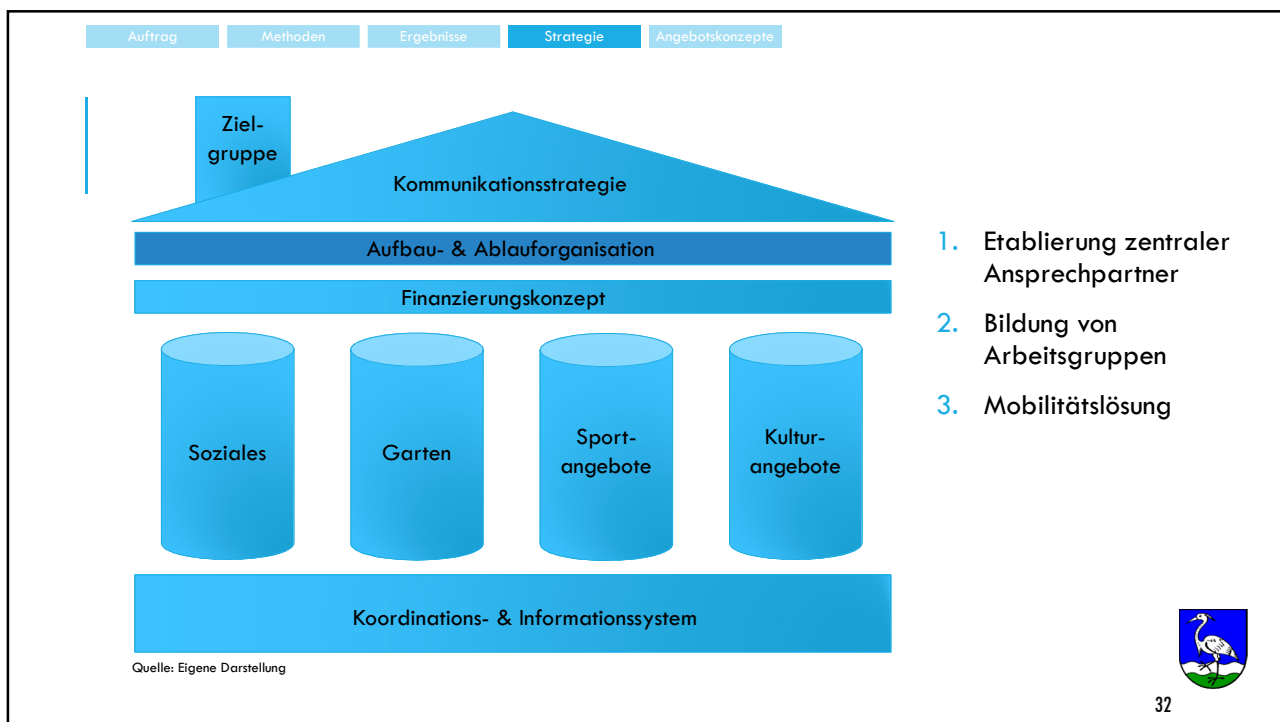 Auftrag
Methoden
Ergebnisse
Strategie
Angebotskonzepte
Ziel-
gruppe
Kommunikationsstrategie
Aufbau- & Ablauforganisation
Finanzierungskonzept
Soziales
Garten
Sport-
angebote
Kultur-
angebote
Koordinations- & Informationssystem
Quelle: Eigene Darstellung
1. Etablierung zentraler
Ansprechpartner
2. Bildung von
Arbeitsgruppen
3. Mobilitätslösung
32